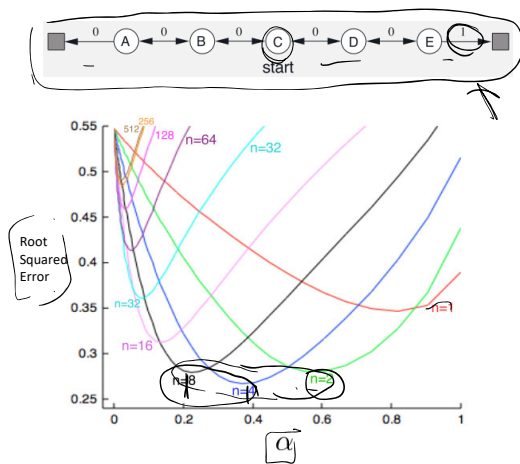 0 0 0 0 0 1
A B C D E
start
0.55
0.5
0.45
0.4
0.35
0.3
0.25
512 256
128
n=64
n=32
n=32
n=16
n=8
n=4
n=2
n=1
Root
Squared
Error
0 0.2 0.4 0.6 0.8 1
α